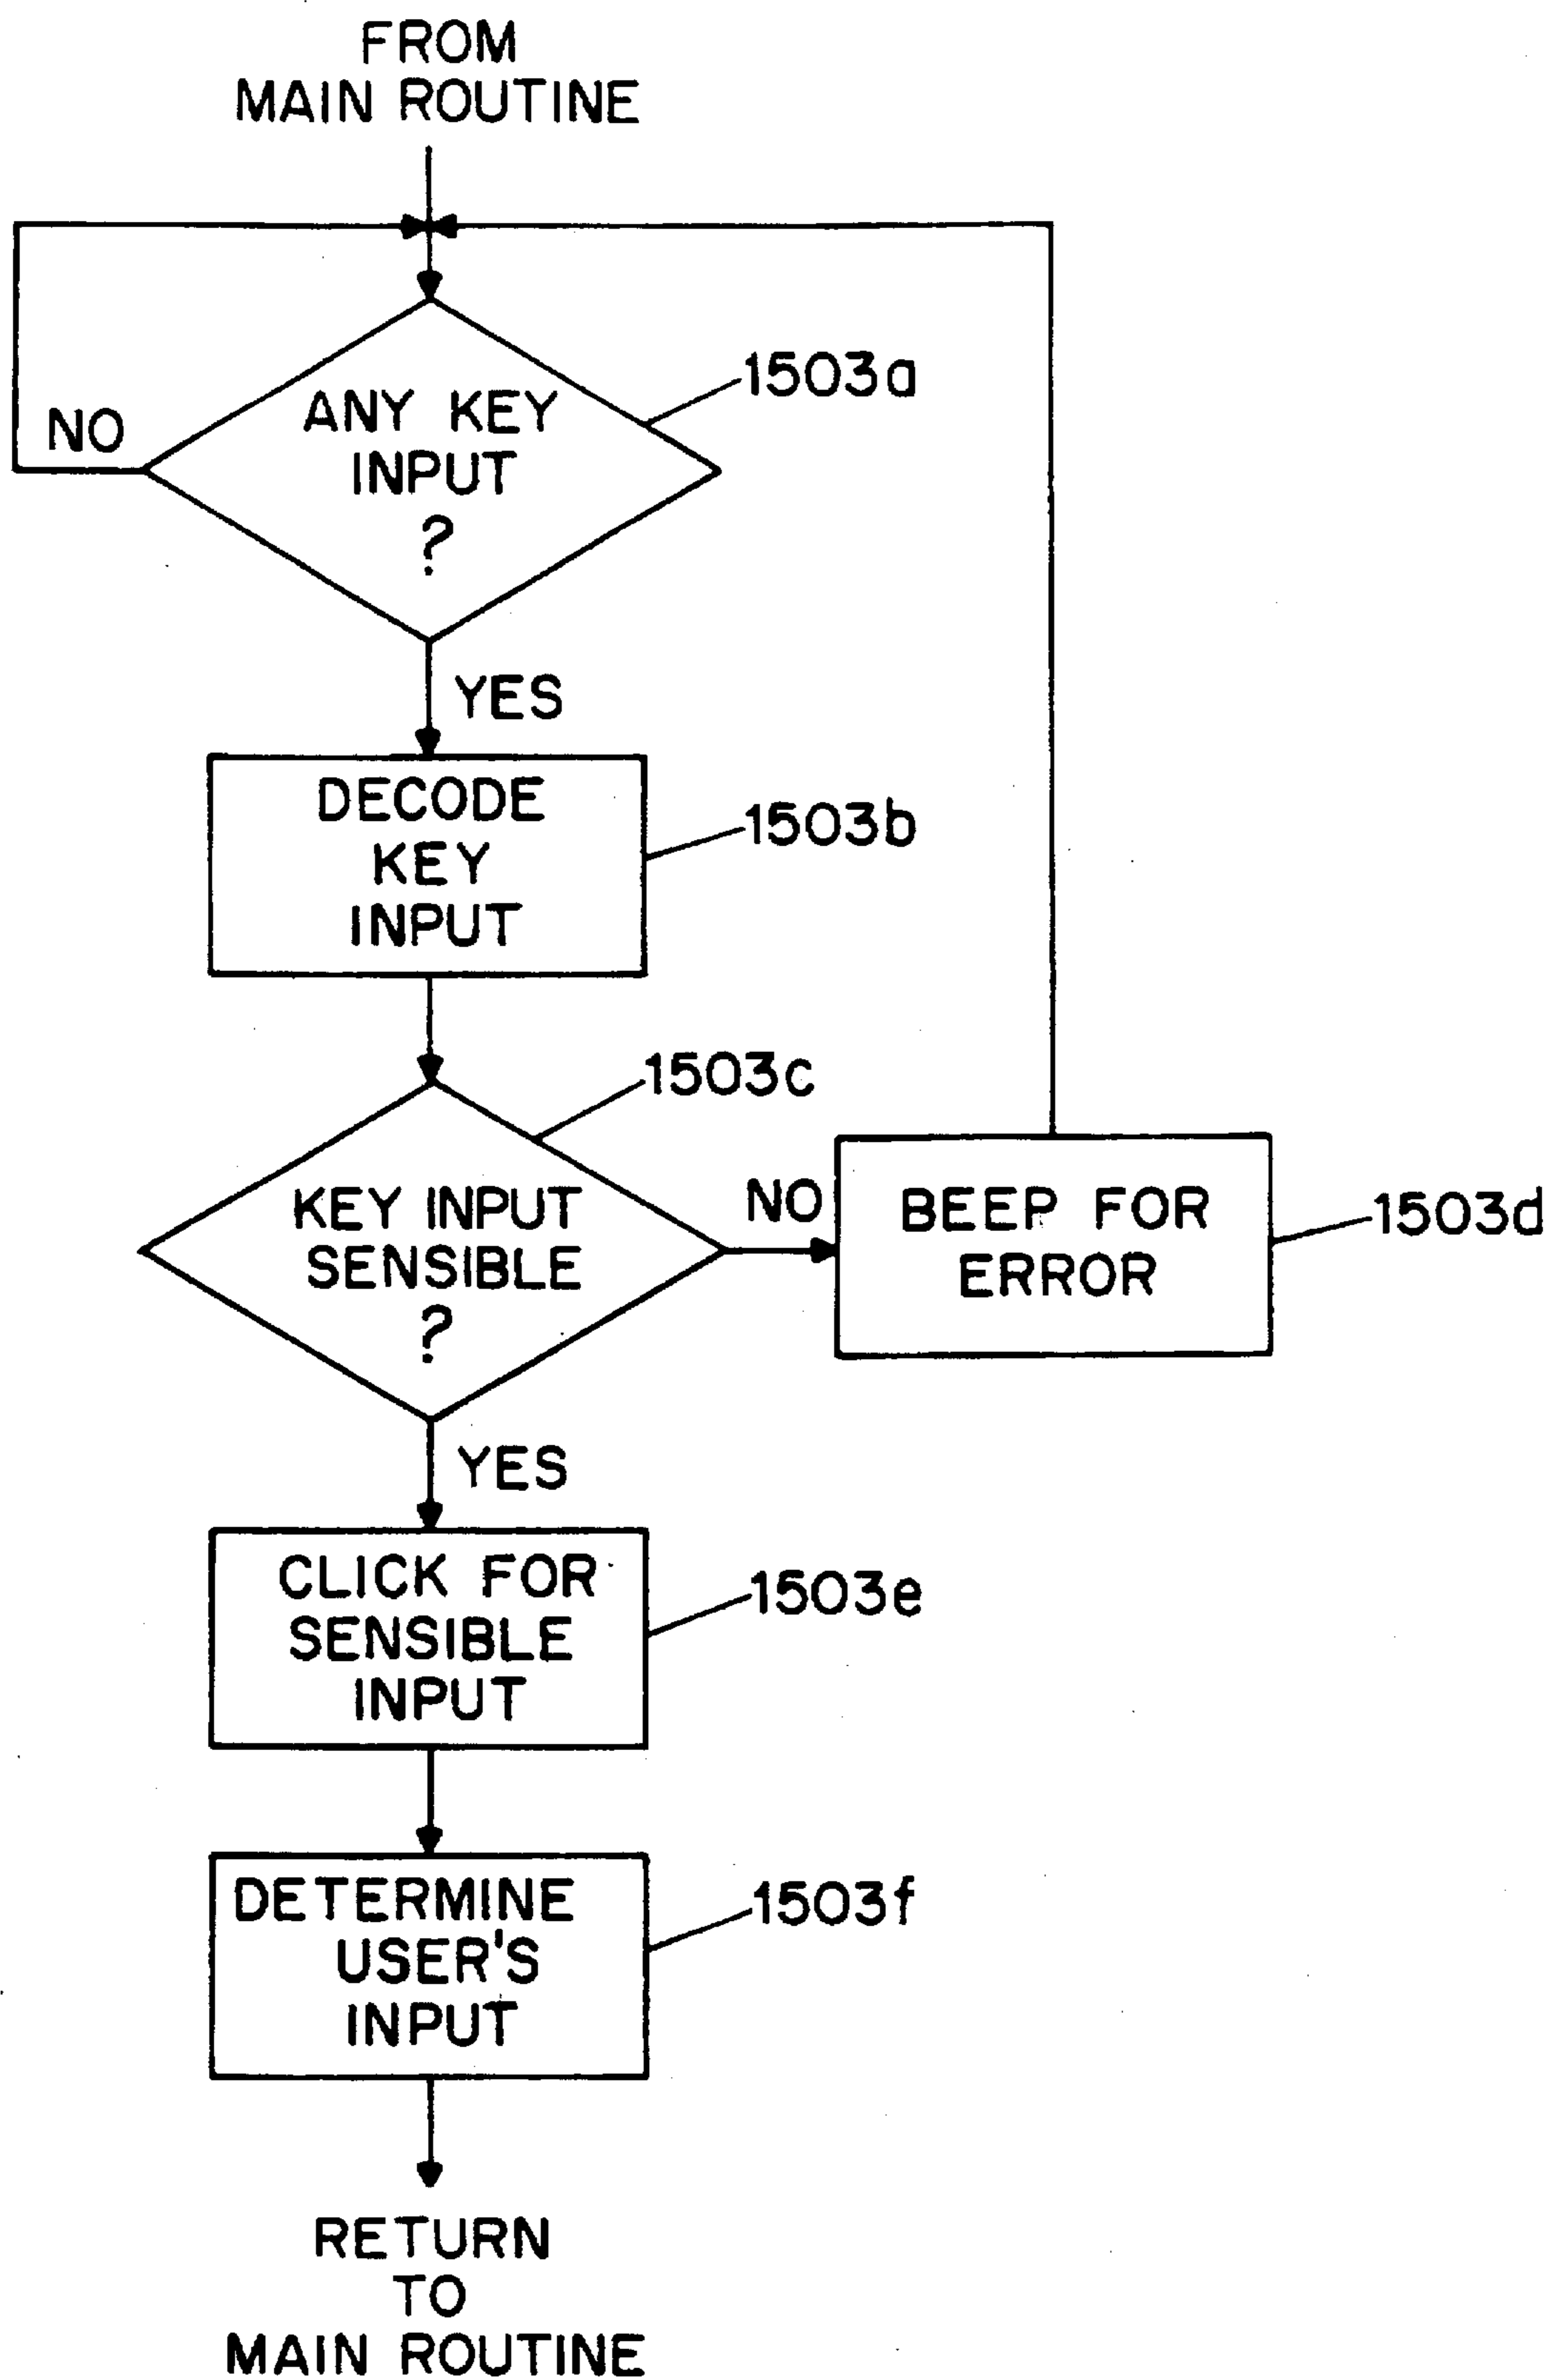 FROM
MAIN ROUTINE
1503a
ANY KEY
INPUT
?
NO
YES
DECODE
KEY
INPUT
1503b
1503c
KEY INPUT
SENSIBLE
?
NO
BEEP FOR
ERROR
1503d
YES
CLICK FOR
SENSIBLE
INPUT
1503e
DETERMINE
USER'S
INPUT
1503f
RETURN
TO
MAIN ROUTINE